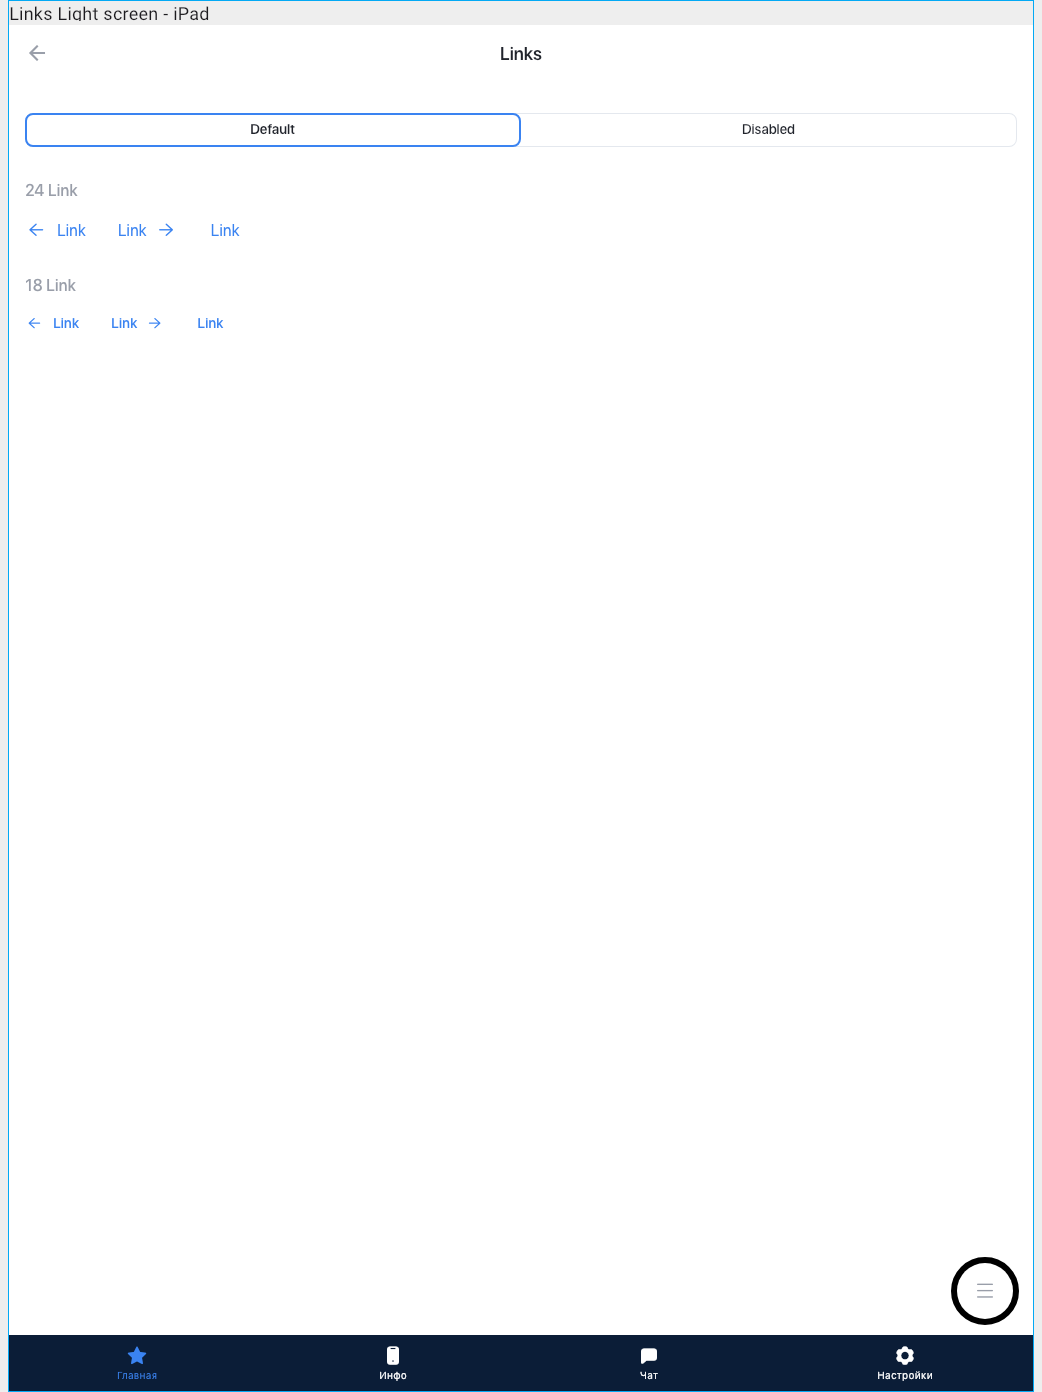 Links Light screen - iPad
Links
Default Disabled
24 Link
Link Link Link
18 Link
Link Link Link
Главная Инфо Чат Настройки